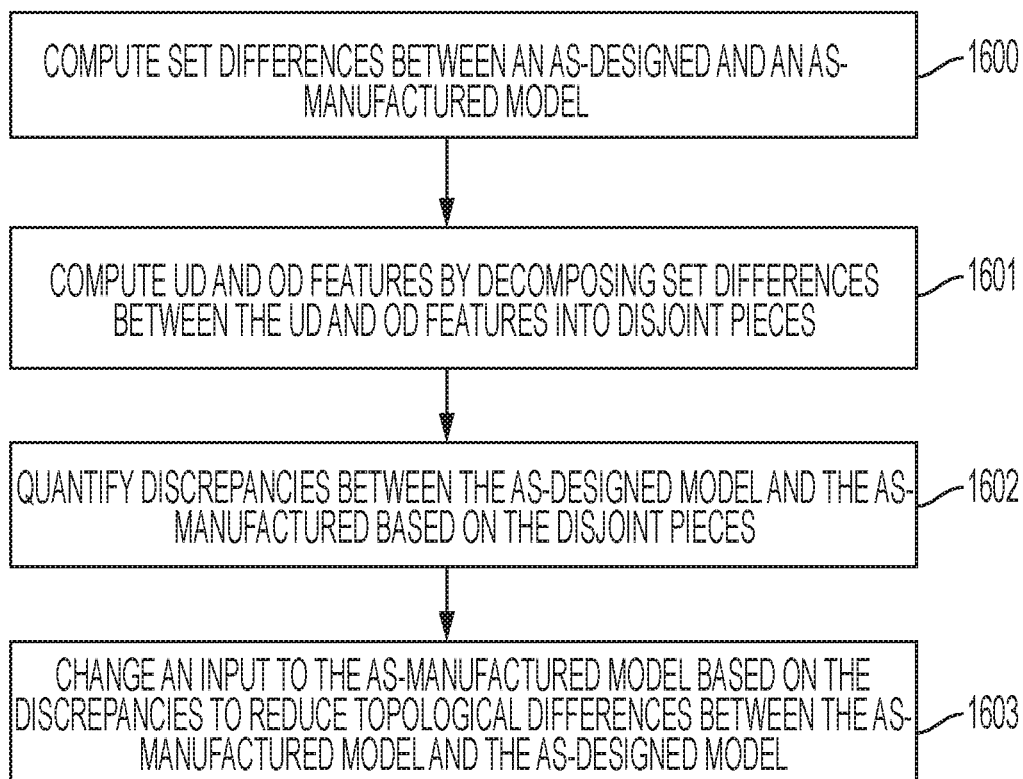 COMPUTE SET DIFFERENCES BETWEEN AN AS-DESIGNED AND AN AS-
MANUFACTURED MODEL
1600
COMPUTE UD AND OD FEATURES BY DECOMPOSING SET DIFFERENCES
BETWEEN THE UD AND OD FEATURES INTO DISJOINT PIECES
1601
QUANTIFY DISCREPANCIES BETWEEN THE AS-DESIGNED MODEL AND THE AS-
MANUFACTURED BASED ON THE DISJOINT PIECES
1602
CHANGE AN INPUT TO THE AS-MANUFACTURED MODEL BASED ON THE
DISCREPANCIES TO REDUCE TOPOLOGICAL DIFFERENCES BETWEEN THE AS-
MANUFACTURED MODEL AND THE AS-DESIGNED MODEL
1603